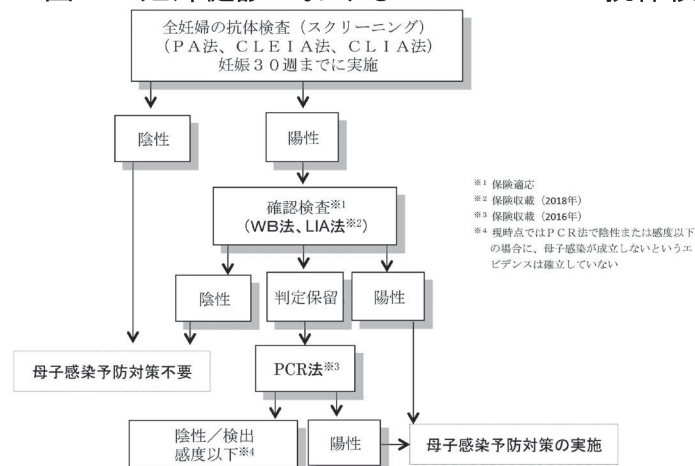 全妊婦の抗体検査（スクリーニング）
（ＰＡ法、ＣＬＥＩＡ法、ＣＬＩＡ法）
妊娠３０週までに実施
陰性
陽性
確認検査※1
（WB法、LIA法※2）
※1 保険適応
※2 保険収載（2018年）
※3 保険収載（2016年）
※4 現時点ではＰＣＲ法で陰性または感度以下
の場合に、母子感染が成立しないというエ
ビデンスは確立していない
陰性
判定保留
陽性
母子感染予防対策不要
PCR法※3
陰性／検出
感度以下※4
陽性
母子感染予防対策の実施